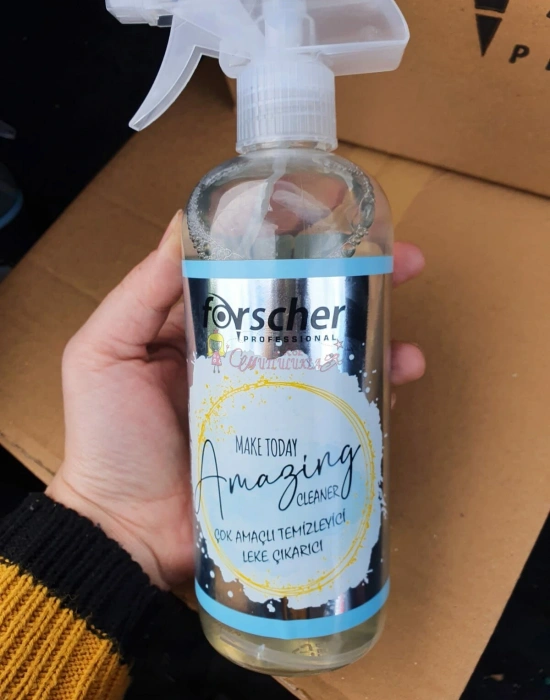 forscher
PROFESSIONAL
MAKE TODAY
Amazing
CLEANER
ÇOK AMAÇLI TEMİZLEYİCİ
LEKE ÇIKARICI